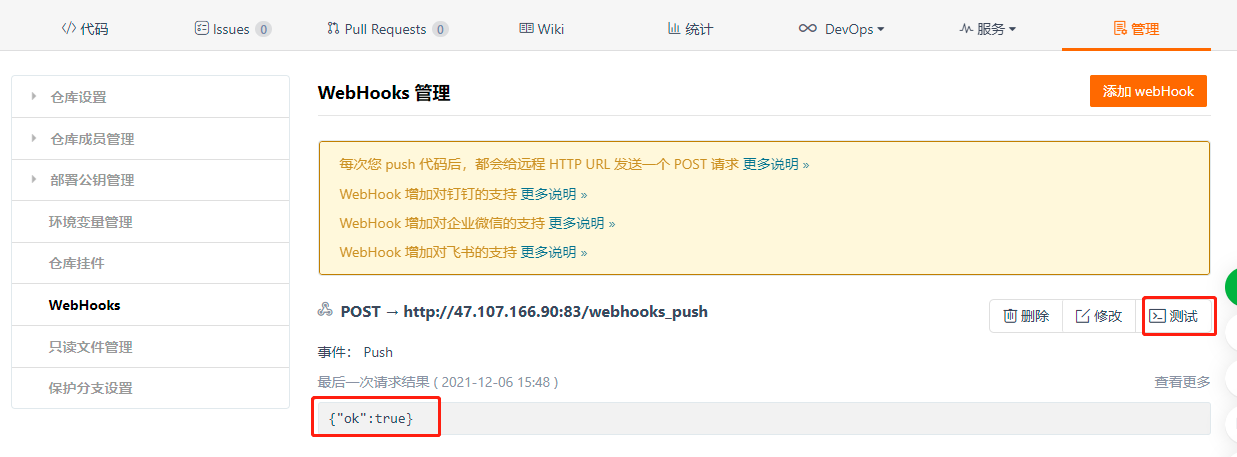 代码 Issues 0 Pull Requests 0 Wiki 统计 DevOps 服务 管理
仓库设置
仓库成员管理
部署公钥管理
环境变量管理
仓库挂件
WebHooks
只读文件管理
保护分支设置
WebHooks 管理
添加 webHook
每次您 push 代码后，都会给远程 HTTP URL 发送一个 POST 请求 更多说明 »
WebHook 增加对钉钉的支持 更多说明 »
WebHook 增加对企业微信的支持 更多说明 »
WebHook 增加对飞书的支持 更多说明 »
POST → http://47.107.166.90:83/webhooks_push
删除 修改 测试
事件： Push
最后一次请求结果 ( 2021-12-06 15:48 )
查看更多
{"ok":true}